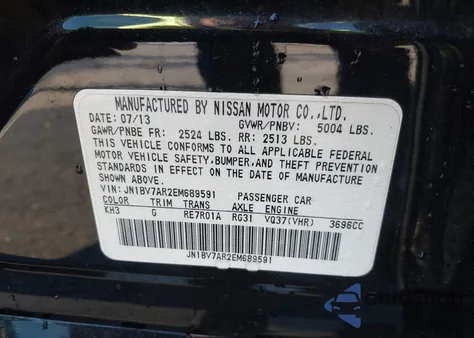 MANUFACTURED BY NISSAN MOTOR CO.,LTD.
DATE: 07/13 GVWR/PNBV: 5004 LBS.
GAWR/PNBE FR: 2524 LBS. RR: 2513 LBS.
THIS VEHICLE CONFORMS TO ALL APPLICABLE FEDERAL
MOTOR VEHICLE SAFETY,BUMPER,AND THEFT PREVENTION
STANDARDS IN EFFECT ON THE DATE OF MANUFACTURE
SHOWN ABOVE.
VIN: JN1BV7AR2EM689591 PASSENGER CAR
COLOR TRIM TRANS AXLE ENGINE
KH3 G RE7R01A RG31 VQ37(VHR) 3696CC
JN1BV7AR2EM689591